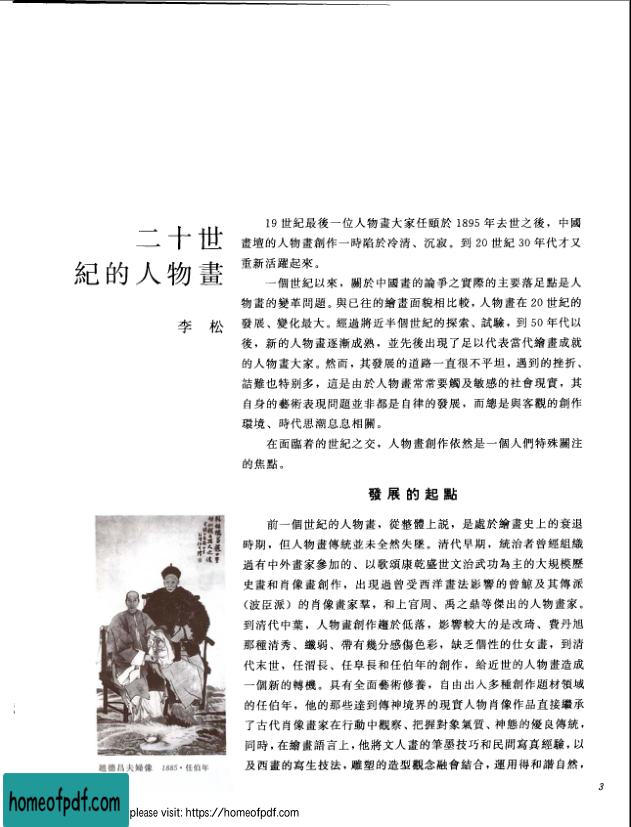 二十世
紀的人物畫
李 松
19 世紀最後一位人物畫大家任頤於 1895 年去世之後，中國
畫壇的人物畫創作一時陷於冷清、沉寂。到 20 世紀 30 年代才又
重新活躍起來。
一個世紀以來，關於中國畫的論爭之實際的主要落足點是人
物畫的變革問題。與已往的繪畫面貌相比較，人物畫在 20 世紀的
發展、變化最大。經過將近半個世紀的探索、試驗，到 50 年代以
後，新的人物畫逐漸成熟，並先後出現了足以代表當代繪畫成就
的人物畫大家。然而，其發展的道路一直很不平坦，遇到的挫折、
詰難也特別多，這是由於人物畫常常要觸及敏感的社會現實，其
自身的藝術表現問題並非都是自律的發展，而總是與客觀的創作
環境、時代思潮息息相關。
在面臨着的世紀之交，人物畫創作依然是一個人們特殊關注
的焦點。
發展的起點
前一個世紀的人物畫，從整體上説，是處於繪畫史上的衰退
時期，但人物畫傳統並未全然失墜。清代早期，統治者曾經組織
過有中外畫家參加的、以歌頌康乾盛世文治武功為主的大規模歷
史畫和肖像畫創作，出現過曾受西洋畫法影響的曾鯨及其傳派
（波臣派）的肖像畫家羣，和上官周、禹之鼎等傑出的人物畫家。
到清代中葉，人物畫創作趨於低落，影響較大的是改琦、費丹旭
那種清秀、纖弱、帶有幾分感傷色彩，缺乏個性的仕女畫，到清
代末世，任渭長、任阜長和任伯年的創作，給近世的人物畫造成
一個新的轉機。具有全面藝術修養，自由出入多種創作題材領域
的任伯年，他的那些達到傳神境界的現實人物肖像作品直接繼承
了古代肖像畫家在行動中觀察、把握對象氣質、神態的優良傳統，
同時，在繪畫語言上，他將文人畫的筆墨技巧和民間寫真經驗，以
及西畫的寫生技法，雕塑的造型觀念融會結合，運用得和諧自然，
趙德昌夫婦像 1885·任伯年
3
homeofpdf.com
please visit: https://homeofpdf.com